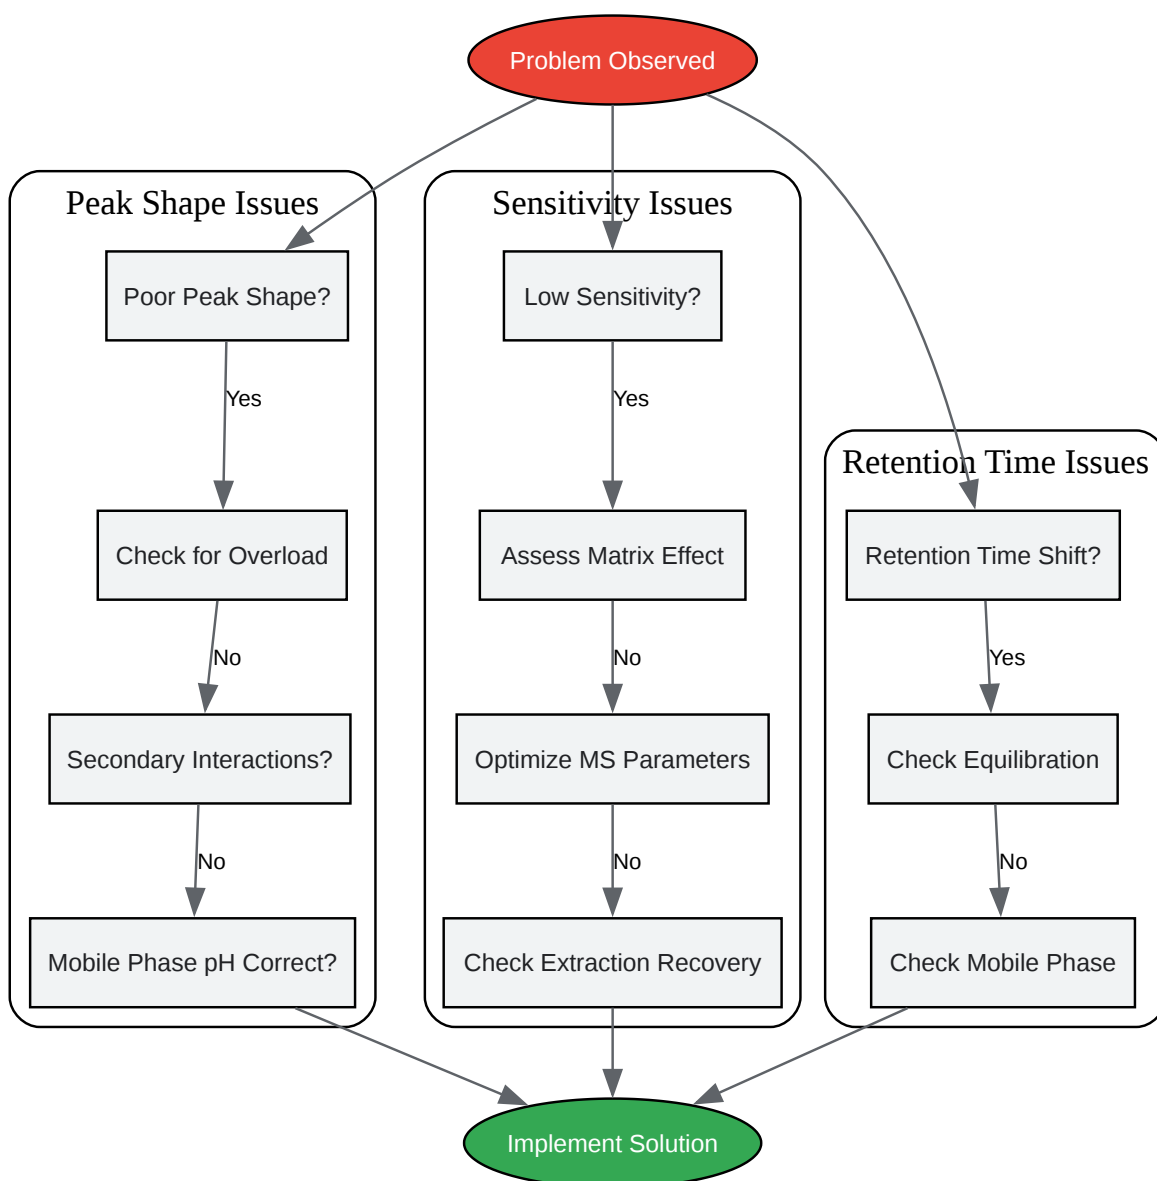 Problem Observed
Peak Shape Issues
Poor Peak Shape?
Yes
Check for Overload
No
Secondary Interactions?
No
Mobile Phase pH Correct?
Sensitivity Issues
Low Sensitivity?
Yes
Assess Matrix Effect
No
Optimize MS Parameters
No
Check Extraction Recovery
Retention Time Issues
Retention Time Shift?
Yes
Check Equilibration
No
Check Mobile Phase
Implement Solution